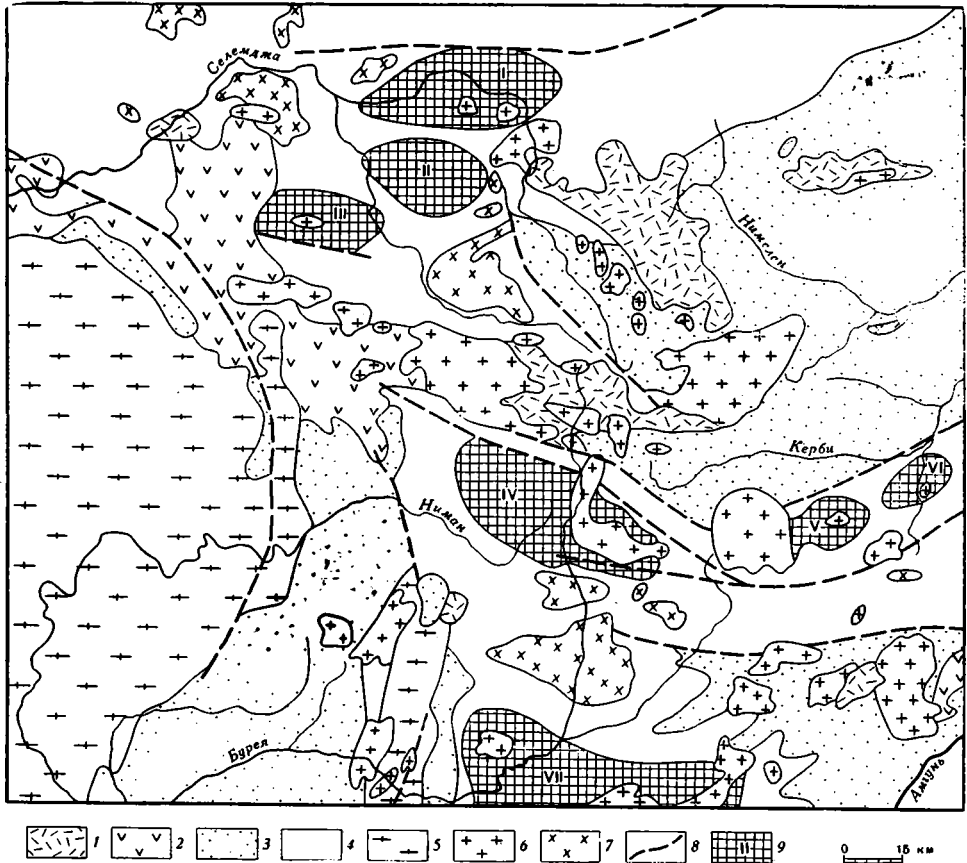 Селемджа
I
II
III
Нимелен
Керби
VI
IV
V
Ниман
Бурея
VII
Амгунь
1 2 3 4 5 6 7 8 II 9 0 15 км